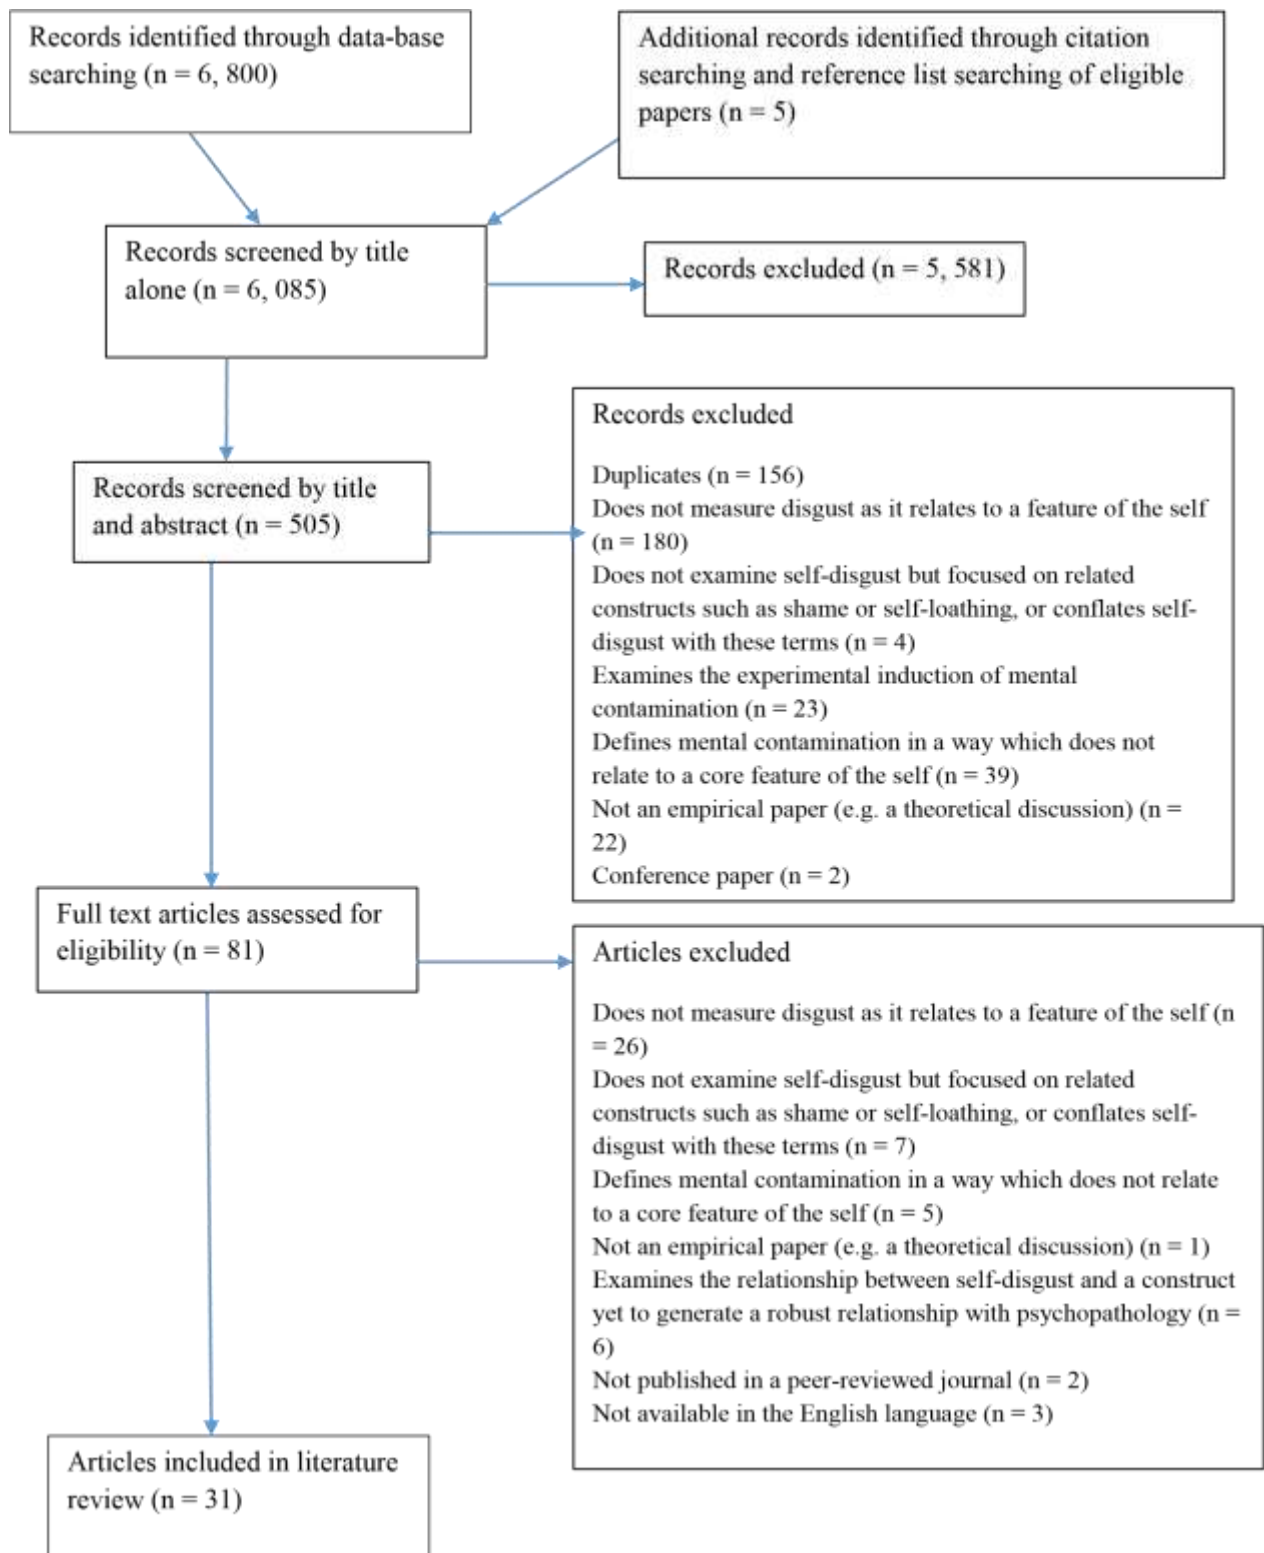 Records identified through data-base
searching (n = 6, 800)
Additional records identified through citation
searching and reference list searching of eligible
papers (n = 5)
Records screened by title
alone (n = 6, 085)
Records excluded (n = 5, 581)
Records screened by title
and abstract (n = 505)
Records excluded
Duplicates (n = 156)
Does not measure disgust as it relates to a feature of the self
(n = 180)
Does not examine self-disgust but focused on related
constructs such as shame or self-loathing, or conflates self-
disgust with these terms (n = 4)
Examines the experimental induction of mental
contamination (n = 23)
Defines mental contamination in a way which does not
relate to a core feature of the self (n = 39)
Not an empirical paper (e.g. a theoretical discussion) (n =
22)
Conference paper (n = 2)
Full text articles assessed for
eligibility (n = 81)
Articles excluded
Does not measure disgust as it relates to a feature of the self (n
= 26)
Does not examine self-disgust but focused on related
constructs such as shame or self-loathing, or conflates self-
disgust with these terms (n = 7)
Defines mental contamination in a way which does not relate
to a core feature of the self (n = 5)
Not an empirical paper (e.g. a theoretical discussion) (n = 1)
Examines the relationship between self-disgust and a construct
yet to generate a robust relationship with psychopathology (n =
6)
Not published in a peer-reviewed journal (n = 2)
Not available in the English language (n = 3)
Articles included in literature
review (n = 31)